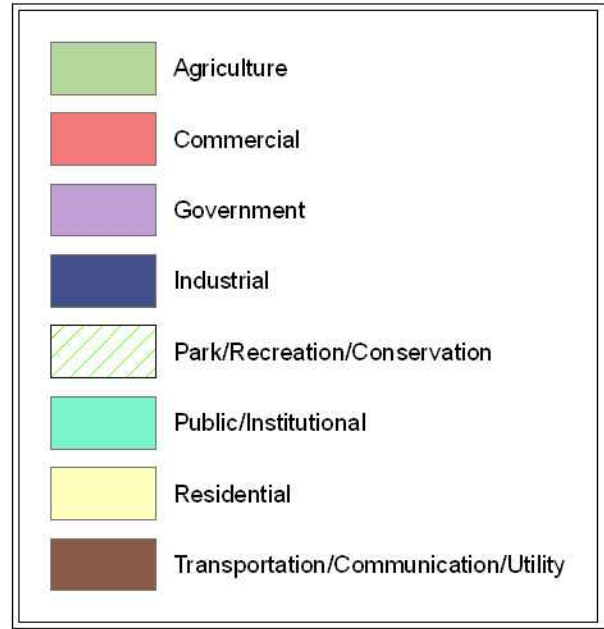 Agriculture
Commercial
Government
Industrial
Park/Recreation/Conservation
Public/Institutional
Residential
Transportation/Communication/Utility